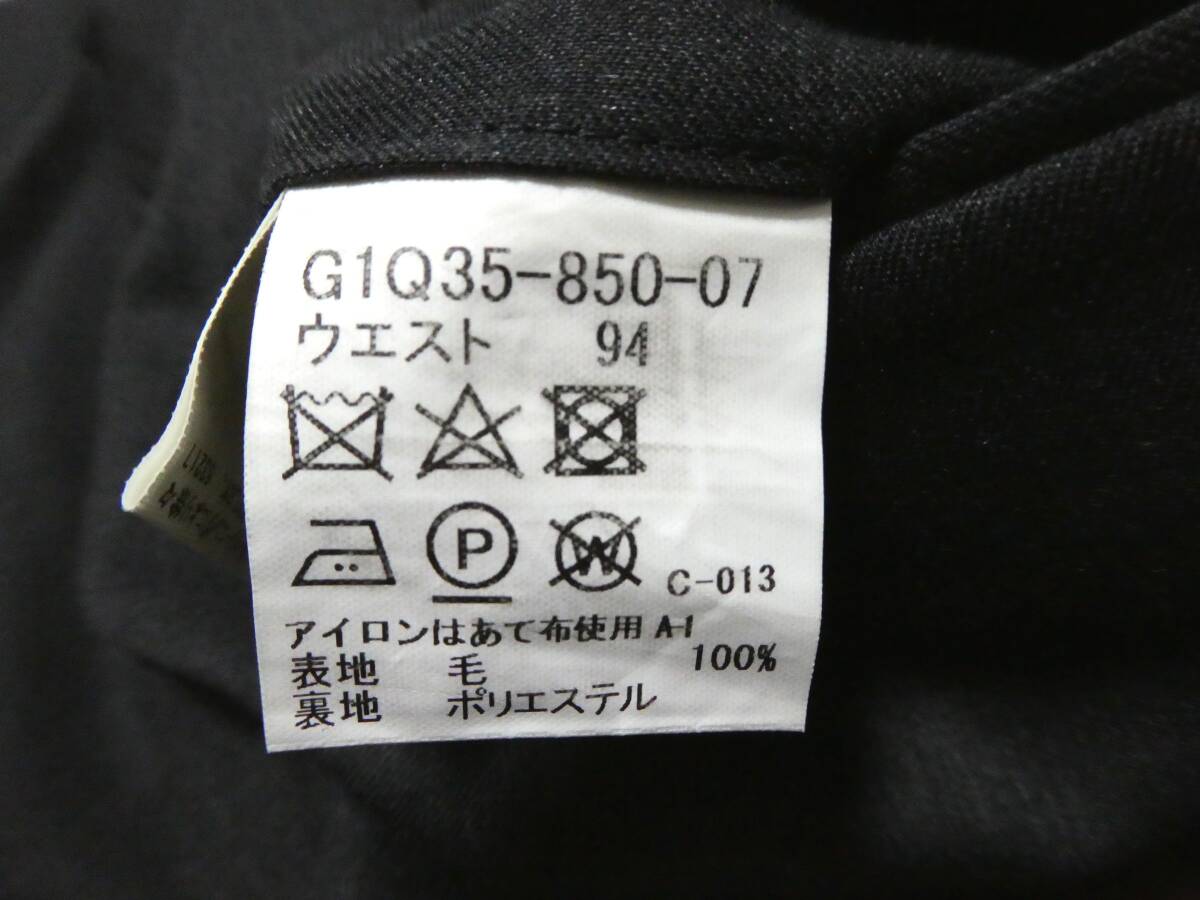 G1Q35-850-07
ウエスト 94
P W C-013
アイロンはあて布使用 A-1
表地 毛 100%
裏地 ポリエステル